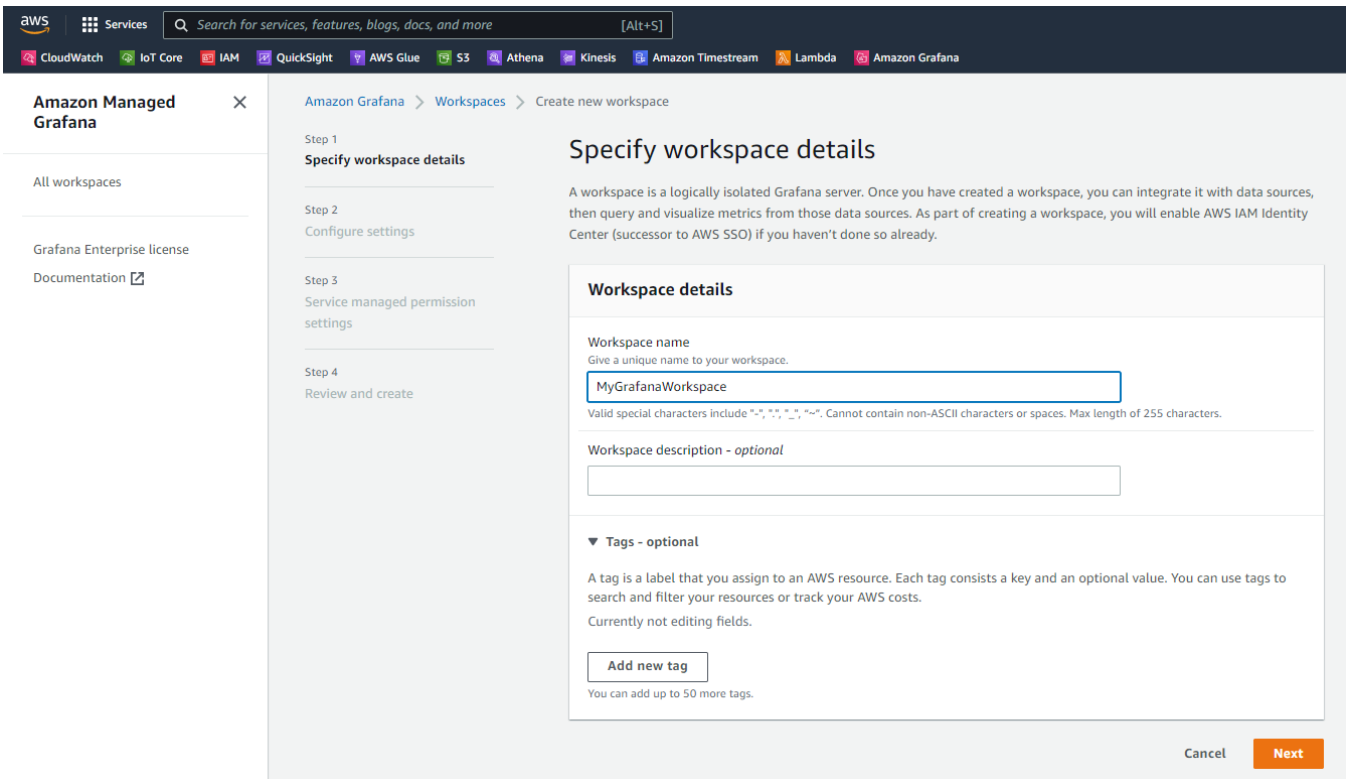 aws
Services
Search for services, features, blogs, docs, and more [Alt+S]
CloudWatch IoT Core IAM QuickSight AWS Glue S3 Athena Kinesis Amazon Timestream Lambda Amazon Grafana
Amazon Managed
Grafana
All workspaces
Grafana Enterprise license
Documentation
Amazon Grafana > Workspaces > Create new workspace
Step 1
Specify workspace details
Step 2
Configure settings
Step 3
Service managed permission
settings
Step 4
Review and create
Specify workspace details
A workspace is a logically isolated Grafana server. Once you have created a workspace, you can integrate it with data sources,
then query and visualize metrics from those data sources. As part of creating a workspace, you will enable AWS IAM Identity
Center (successor to AWS SSO) if you haven't done so already.
Workspace details
Workspace name
Give a unique name to your workspace.
MyGrafanaWorkspace
Valid special characters include "-", ".", "_", "~". Cannot contain non-ASCII characters or spaces. Max length of 255 characters.
Workspace description - optional
Tags - optional
A tag is a label that you assign to an AWS resource. Each tag consists a key and an optional value. You can use tags to
search and filter your resources or track your AWS costs.
Currently not editing fields.
Add new tag
You can add up to 50 more tags.
Cancel
Next